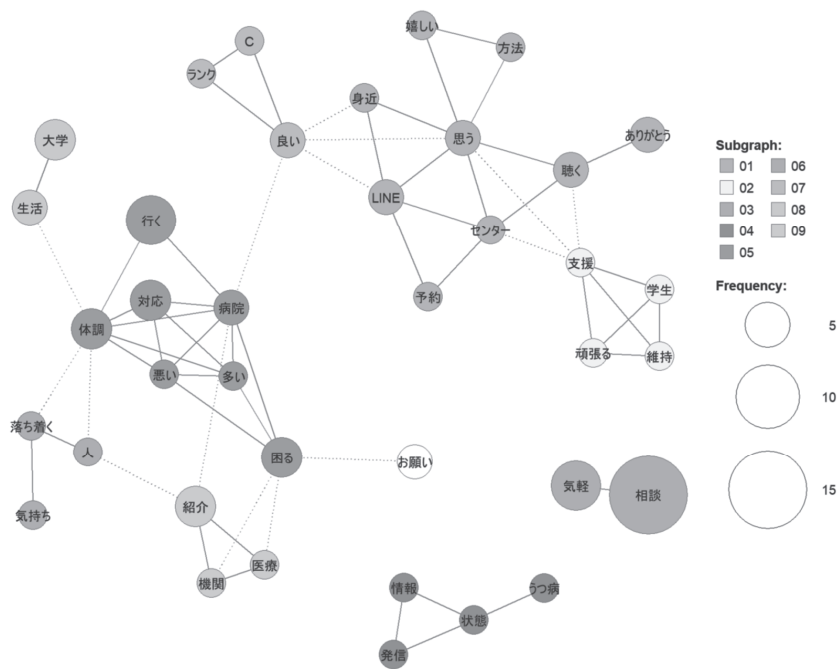 嬉しい
C
方法
ランク
身近
ありがとう
大学
良い
思う
聴く
LINE
生活
行く
センター
支援
対応
病院
予約
学生
体調
頑張る
維持
悪い
多い
落ち着く
人
困る
お願い
気軽
相談
紹介
気持ち
医療
機関
情報
うつ病
状態
発信
Subgraph:
01 06
02 07
03 08
04 09
05
Frequency:
5
10
15